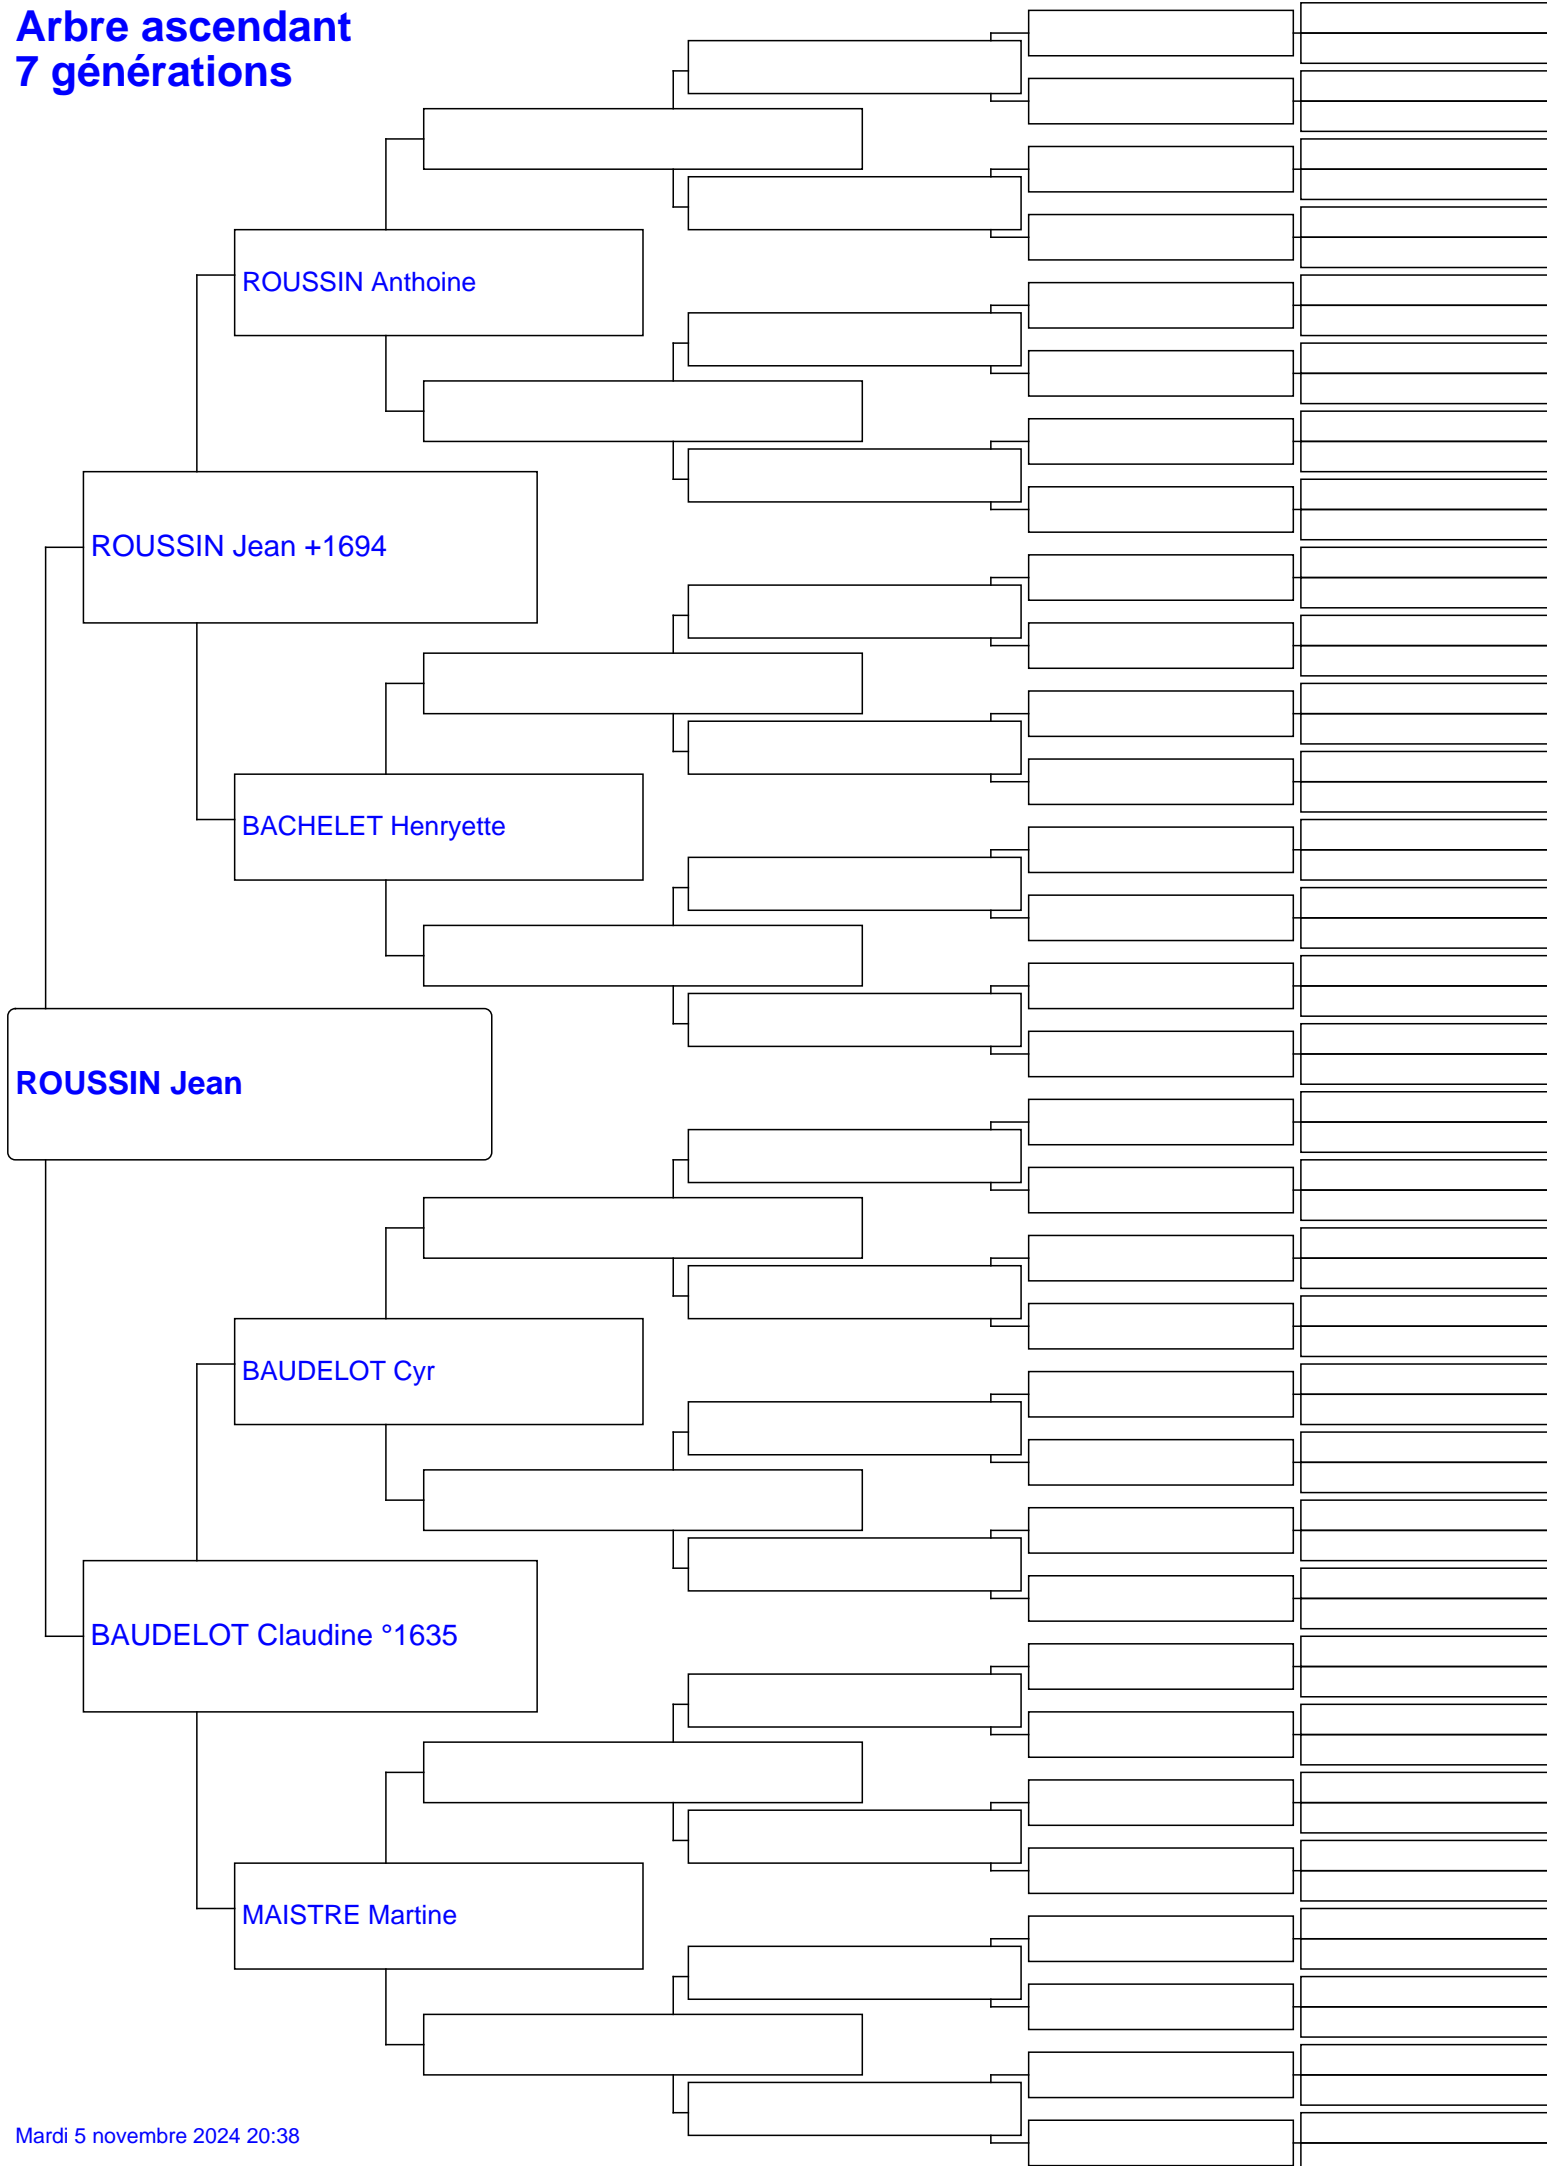 Arbre ascendant
7 générations
ROUSSIN Anthoine
ROUSSIN Jean +1694
BACHELET Henryette
ROUSSIN Jean
BAUDELOT Cyr
BAUDELOT Claudine °1635
MAISTRE Martine
Mardi 5 novembre 2024 20:38